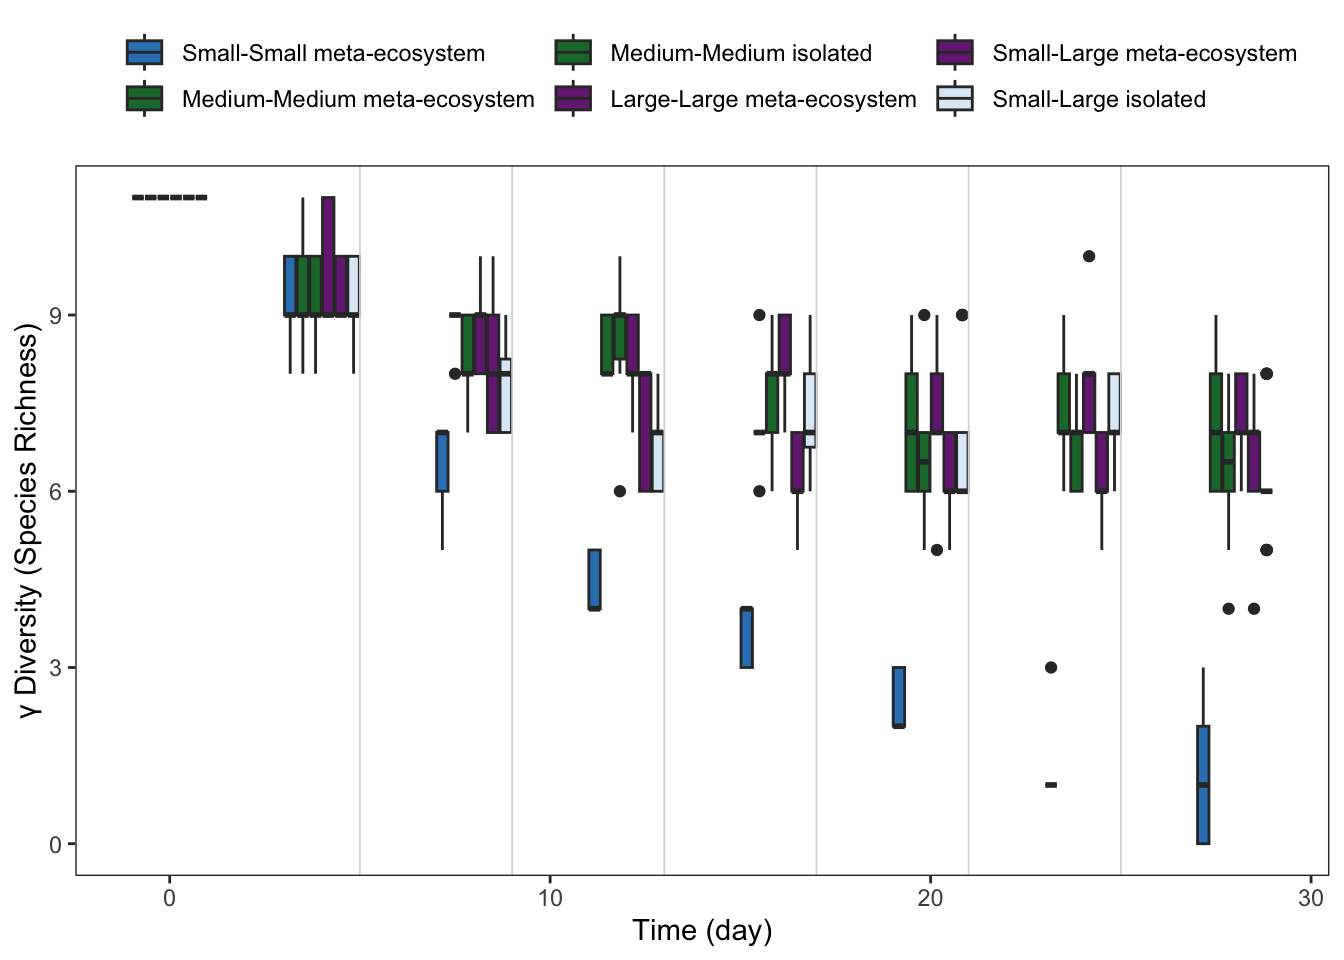 Small-Small meta-ecosystem Medium-Medium isolated Small-Large meta-ecosystem
Medium-Medium meta-ecosystem Large-Large meta-ecosystem Small-Large isolated
γ Diversity (Species Richness)
9
6
3
0
0 10 20 30
Time (day)